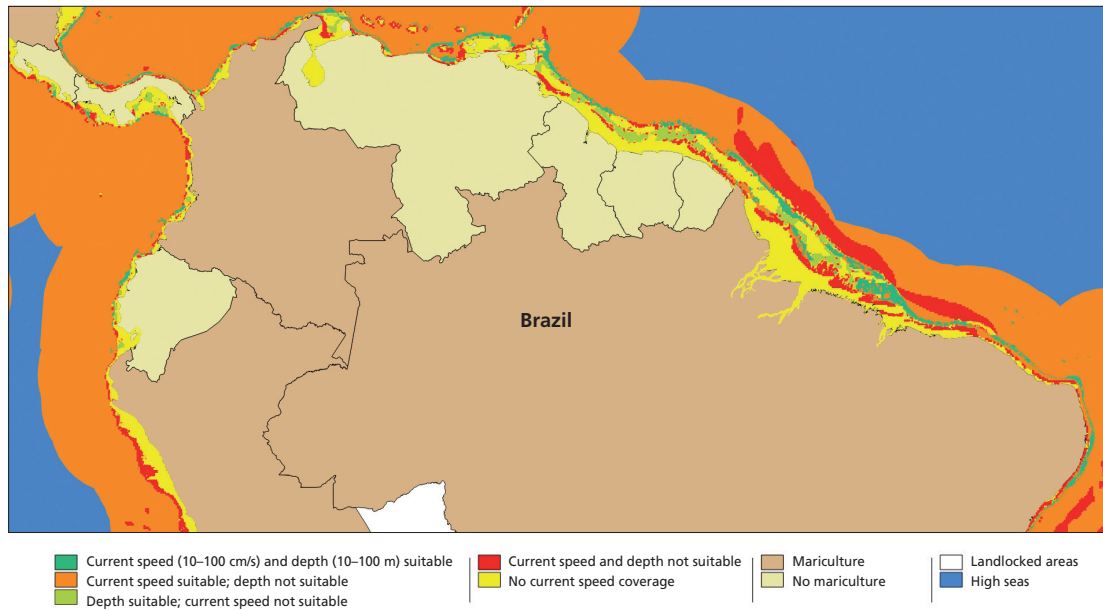 Brazil
Current speed (10–100 cm/s) and depth (10–100 m) suitable
Current speed suitable; depth not suitable
Depth suitable; current speed not suitable
Current speed and depth not suitable
No current speed coverage
Mariculture
No mariculture
Landlocked areas
High seas